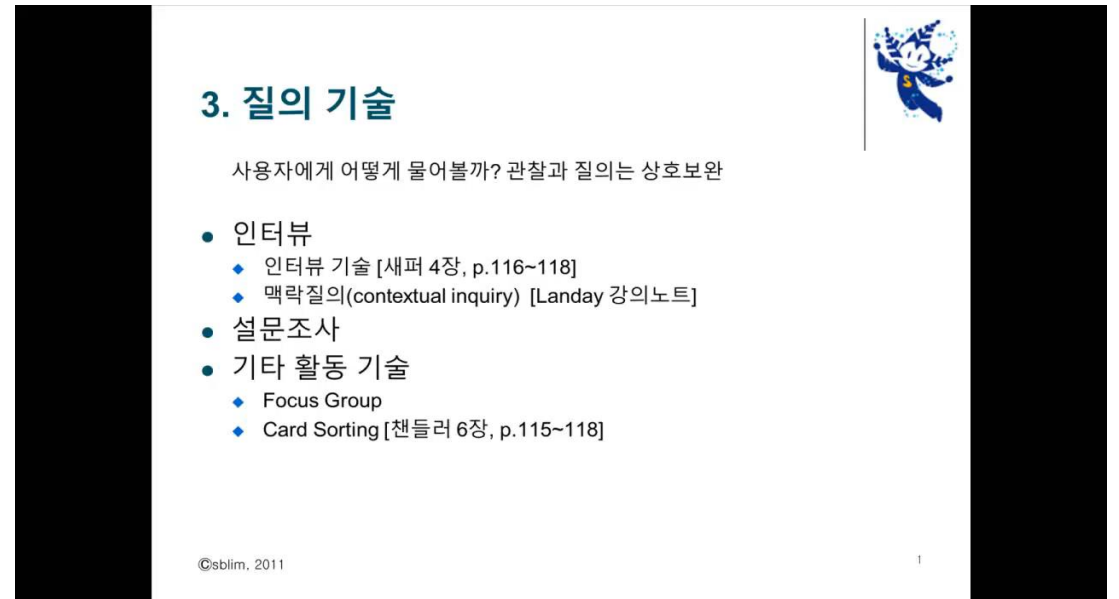 3. 질의 기술
사용자에게 어떻게 물어볼까? 관찰과 질의는 상호보완
인터뷰
인터뷰 기술 [새퍼 4장, p.116~118]
맥락질의(contextual inquiry) [Landay 강의노트]
설문조사
기타 활동 기술
Focus Group
Card Sorting [챈들러 6장, p.115~118]
©sblim, 2011
1
S